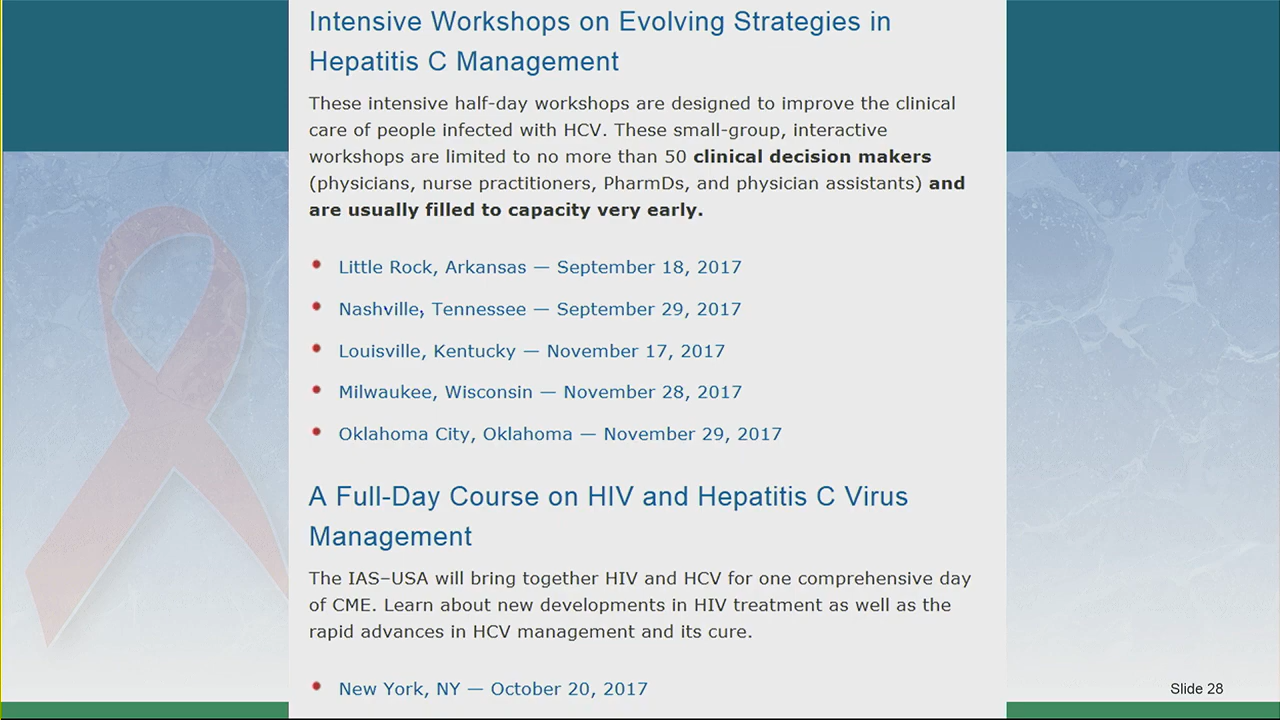 Intensive Workshops on Evolving Strategies in
Hepatitis C Management
These intensive half-day workshops are designed to improve the clinical
care of people infected with HCV. These small-group, interactive
workshops are limited to no more than 50 clinical decision makers
(physicians, nurse practitioners, PharmDs, and physician assistants) and
are usually filled to capacity very early.
Little Rock, Arkansas — September 18, 2017
Nashville, Tennessee — September 29, 2017
Louisville, Kentucky — November 17, 2017
Milwaukee, Wisconsin — November 28, 2017
Oklahoma City, Oklahoma — November 29, 2017
A Full-Day Course on HIV and Hepatitis C Virus
Management
The IAS–USA will bring together HIV and HCV for one comprehensive day
of CME. Learn about new developments in HIV treatment as well as the
rapid advances in HCV management and its cure.
New York, NY — October 20, 2017
Slide 28